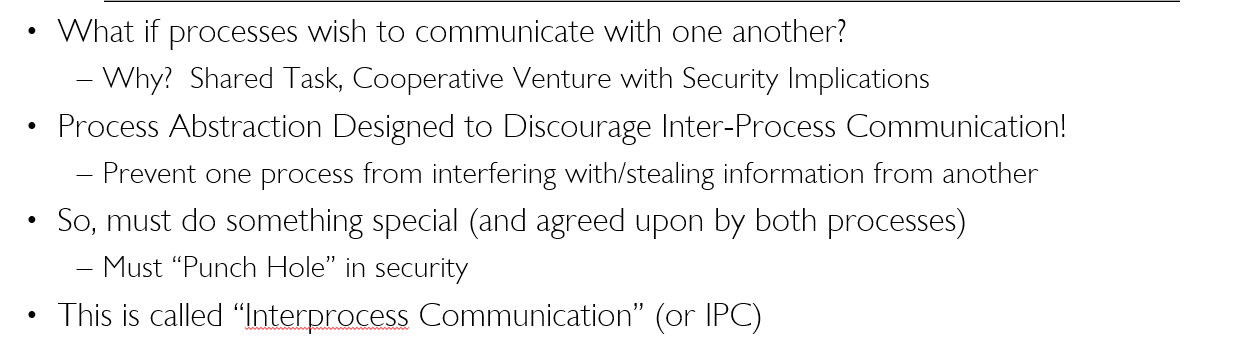 • What if processes wish to communicate with one another?
– Why?  Shared Task, Cooperative Venture with Security Implications
• Process Abstraction Designed to Discourage Inter-Process Communication!
– Prevent one process from interfering with/stealing information from another
• So, must do something special (and agreed upon by both processes)
– Must “Punch Hole” in security
• This is called “Interprocess Communication” (or IPC)